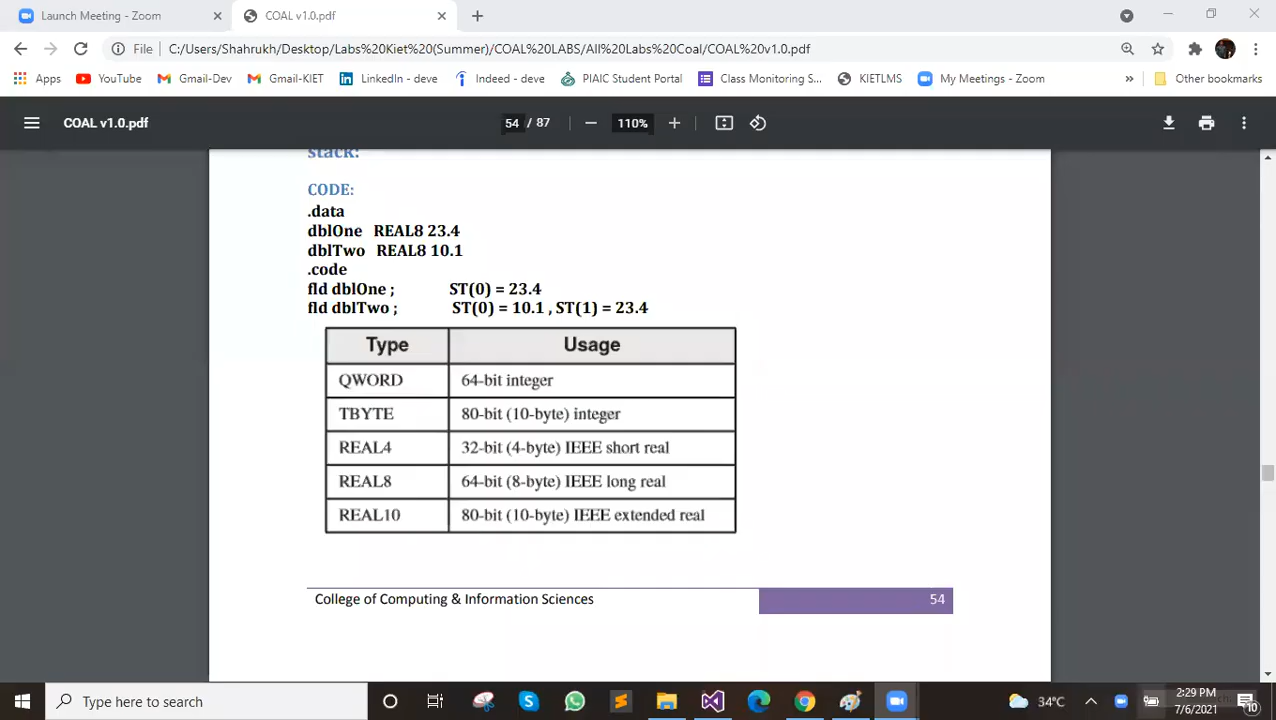 Launch Meeting - Zoom
COAL v1.0.pdf
File
C:/Users/Shahrukh/Desktop/Labs%20Kiet%20(Summer)/COAL%20LABS/All%20Labs%20Coal/COAL%20v1.0.pdf
Apps YouTube Gmail-Dev Gmail-KIET LinkedIn - deve Indeed - deve PIAIC Student Portal Class Monitoring S... KIETLMS My Meetings - Zoom » Other bookmarks
COAL v1.0.pdf 54 / 87 110%
stack:
CODE:
.data
dblOne REAL8 23.4
dblTwo REAL8 10.1
.code
fld dblOne ; ST(0) = 23.4
fld dblTwo ; ST(0) = 10.1 , ST(1) = 23.4
Type Usage
QWORD 64-bit integer
TBYTE 80-bit (10-byte) integer
REAL4 32-bit (4-byte) IEEE short real
REAL8 64-bit (8-byte) IEEE long real
REAL10 80-bit (10-byte) IEEE extended real
College of Computing & Information Sciences 54
Type here to search
34°C
2:29 PM
7/6/2021
10